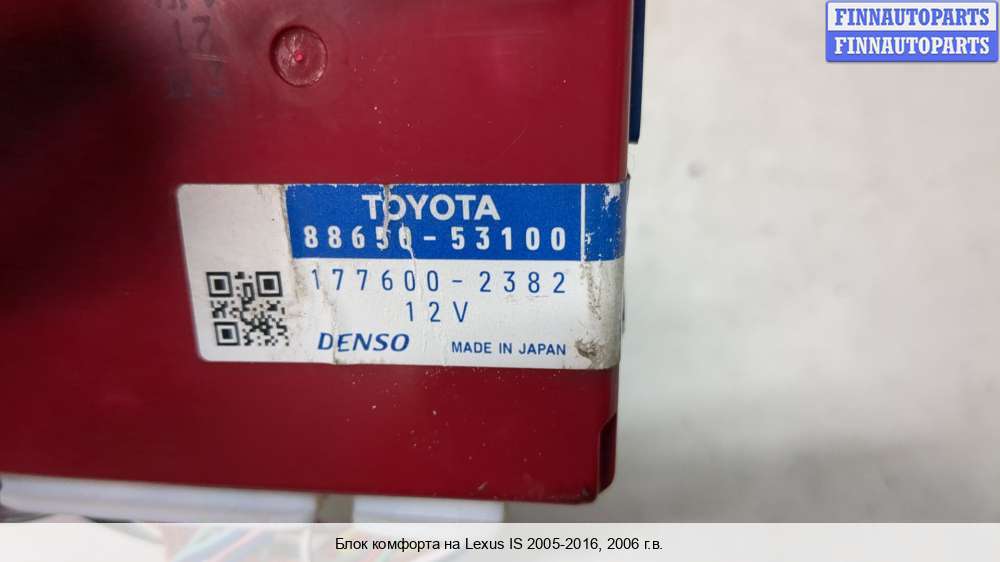 FINNAUTOPARTS
FINNAUTOPARTS
21
TOYOTA
88650-53100
177600-2382
12V
DENSO
MADE IN JAPAN
Блок комфорта на Lexus IS 2005-2016, 2006 г.в.